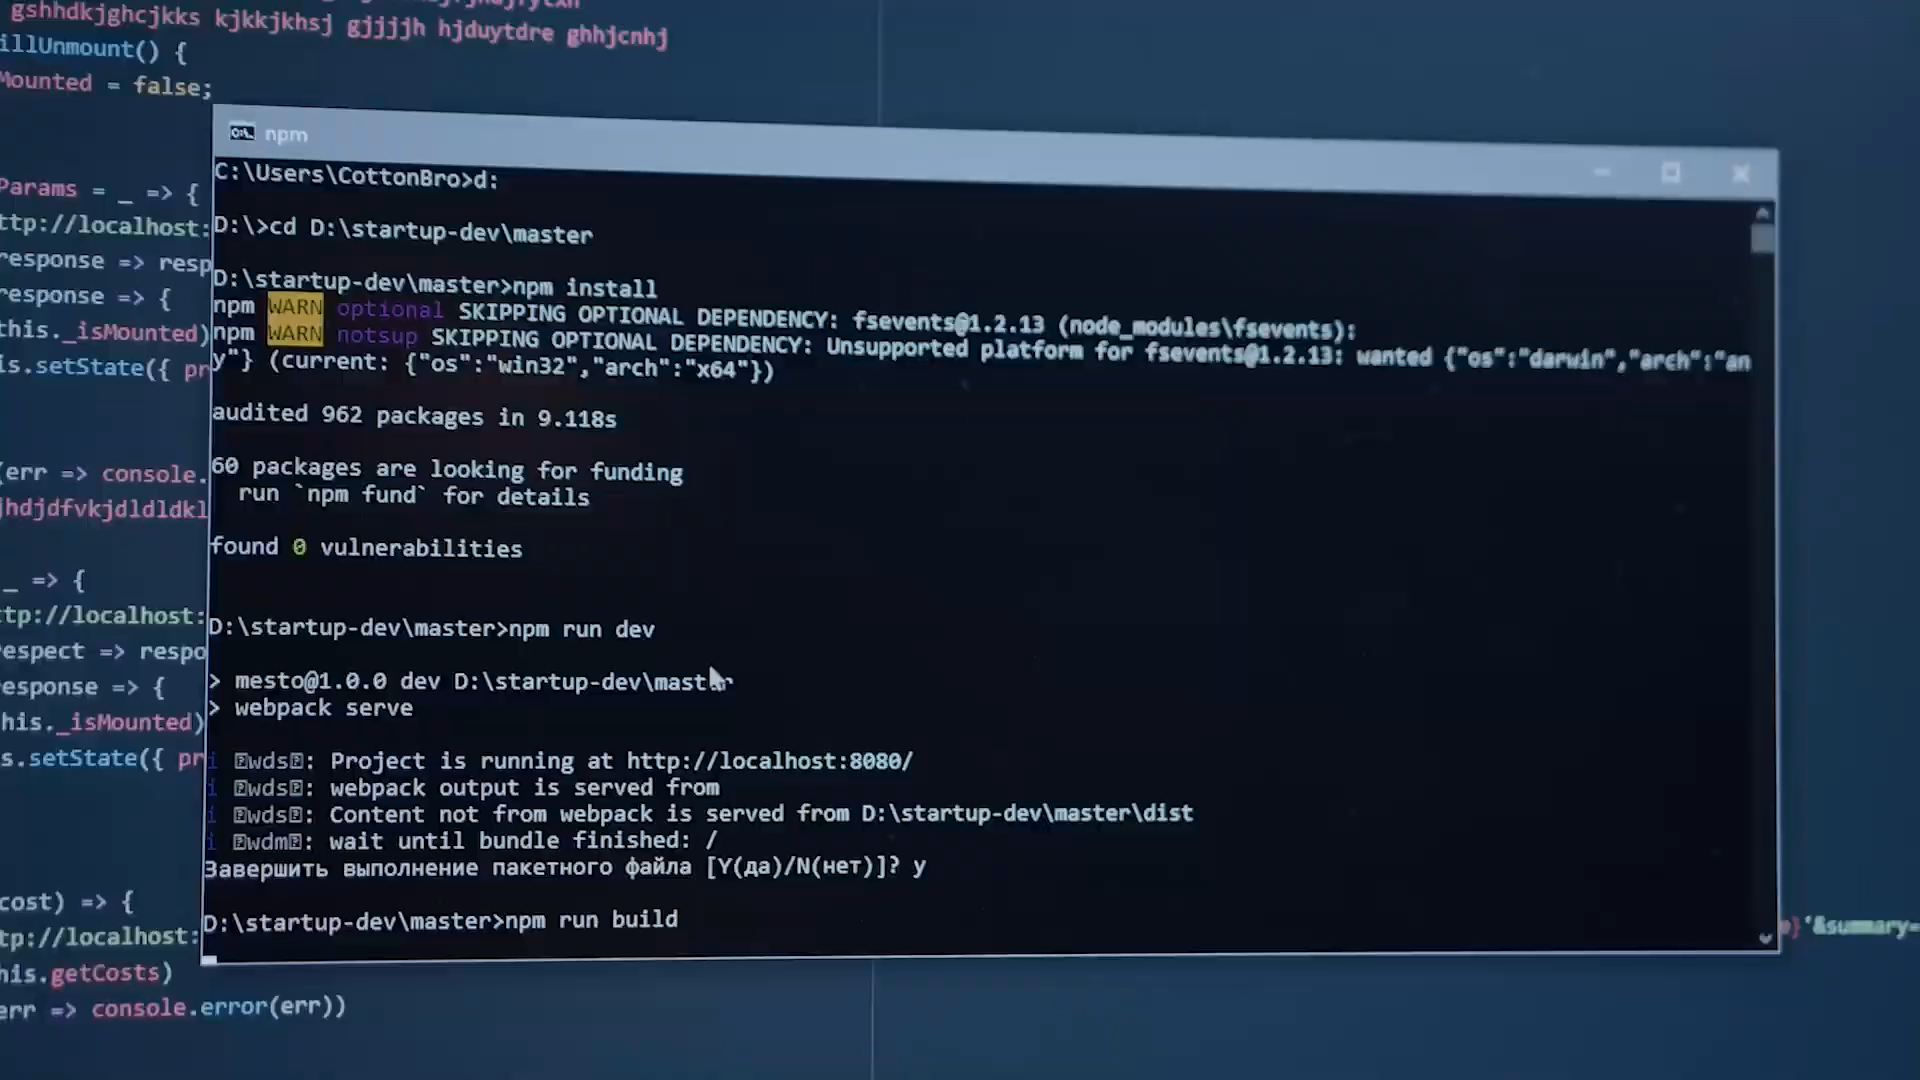 gshhdkjghcjkks kjkkjkhsj gjjjjh hjduytdre ghhjcnhj
illUnmount() {
Mounted = false;
npm
C:\Users\CottonBro>d:
Params = _ => {
D:\>cd D:\startup-dev\master
ttp://localhost:
response => resp
D:\startup-dev\master>npm install
response => {
npm WARN optional SKIPPING OPTIONAL DEPENDENCY: fsevents@1.2.13 (node_modules\fsevents):
this._isMounted)
npm WARN notsup SKIPPING OPTIONAL DEPENDENCY: Unsupported platform for fsevents@1.2.13: wanted {"os":"darwin","arch":"an
is.setState({ pr
y"} (current: {"os":"win32","arch":"x64"})
audited 962 packages in 9.118s
(err => console.
60 packages are looking for funding
run `npm fund` for details
jhdjdfvkjdldldkl
found 0 vulnerabilities
_ => {
ttp://localhost:
D:\startup-dev\master>npm run dev
respect => respo
> mesto@1.0.0 dev D:\startup-dev\master
response => {
> webpack serve
his._isMounted)
s.setState({ pr
i ⍰wds⍰: Project is running at http://localhost:8080/
i ⍰wds⍰: webpack output is served from
i ⍰wds⍰: Content not from webpack is served from D:\startup-dev\master\dist
i ⍰wdm⍰: wait until bundle finished: /
Завершить выполнение пакетного файла [Y(да)/N(нет)]? y
cost) => {
D:\startup-dev\master>npm run build
tp://localhost:
}'&summary=
his.getCosts)
err => console.error(err))